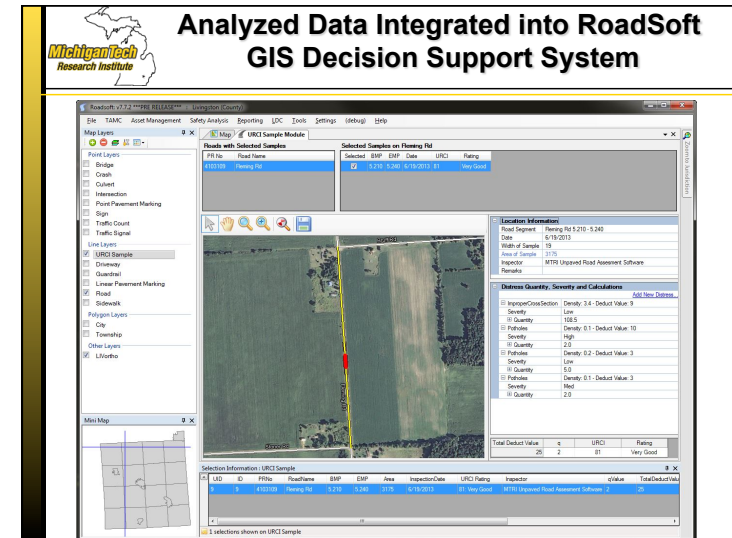 Analyzed Data Integrated into RoadSoft
GIS Decision Support System
MichiganTech
Research Institute
Roadsoft: v7.7.2 ***PRE RELEASE*** : Livingston (County)
File TAMC Asset Management Safety Analysis Reporting LDC Tools Settings (debug) Help
Map Layers
Map URCI Sample Module
Point Layers
Bridge
Crash
Culvert
Intersection
Point Pavement Marking
Sign
Traffic Count
Traffic Signal
Line Layers
URCI Sample
Driveway
Guardrail
Linear Pavement Marking
Road
Sidewalk
Polygon Layers
City
Township
Other Layers
LIVortho
Mini Map
Roads with Selected Samples
PR No Road Name
4103109 Fleming Rd
Selected Samples on Fleming Rd
Selected BMP EMP Date URCI Rating
5.210 5.240 6/19/2013 81 Very Good
Zoom to Jurisdiction
Fleming Rd
Location Information
Road Segment Fleming Rd 5.210 - 5.240
Date 6/19/2013
Width of Sample 19
Area of Sample 3175
Inspector MTRI Unpaved Road Assesment Software
Remarks
Distress Quantity, Severity and Calculations
Add New Distress...
ImproperCrossSection Density: 3.4 - Deduct Value: 9
Severity Low
Quantity 108.5
Potholes Density: 0.1 - Deduct Value: 10
Severity High
Quantity 2.0
Potholes Density: 0.2 - Deduct Value: 3
Severity Low
Quantity 5.0
Potholes Density: 0.1 - Deduct Value: 3
Severity Med
Quantity 2.0
Total Deduct Value q URCI Rating
25 2 81 Very Good
Selection Information : URCI Sample
UID ID PRNo RoadName BMP EMP Area InspectionDate URCI Rating Inspector qValue TotalDeductValu
9 9 4103109 Fleming Rd 5.210 5.240 3175 6/19/2013 81: Very Good MTRI Unpaved Road Assesment Software 2 25
1 selections shown on URCI Sample